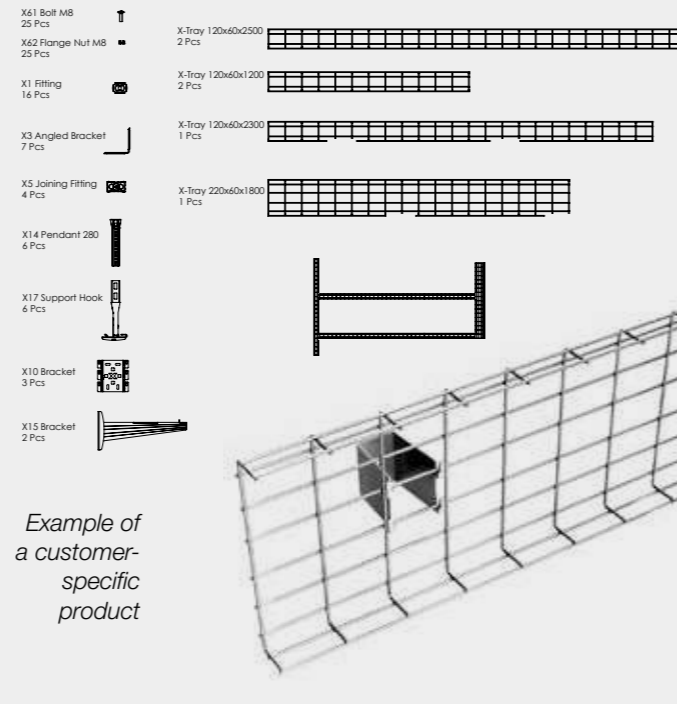 X61 Bolt M8
25 Pcs
X62 Flange Nut M8
25 Pcs
X1 Fitting
16 Pcs
X3 Angled Bracket
7 Pcs
X5 Joining Fitting
4 Pcs
X14 Pendant 280
6 Pcs
X17 Support Hook
6 Pcs
X10 Bracket
3 Pcs
X15 Bracket
2 Pcs
X-Tray 120x60x2500
2 Pcs
X-Tray 120x60x1200
2 Pcs
X-Tray 120x60x2300
1 Pcs
X-Tray 220x60x1800
1 Pcs
Example of
a customer-
specific
product